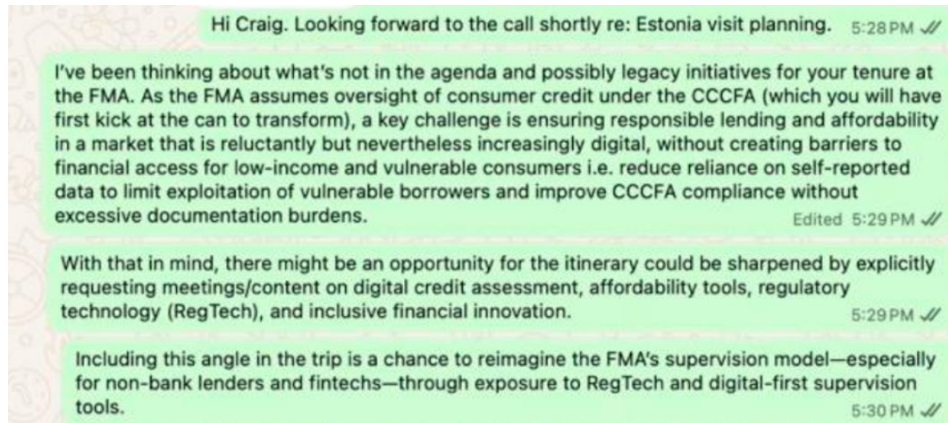 Hi Craig. Looking forward to the call shortly re: Estonia visit planning. 5:28 PM
I've been thinking about what's not in the agenda and possibly legacy initiatives for your tenure at
the FMA. As the FMA assumes oversight of consumer credit under the CCCFA (which you will have
first kick at the can to transform), a key challenge is ensuring responsible lending and affordability
in a market that is reluctantly but nevertheless increasingly digital, without creating barriers to
financial access for low-income and vulnerable consumers i.e. reduce reliance on self-reported
data to limit exploitation of vulnerable borrowers and improve CCCFA compliance without
excessive documentation burdens. Edited 5:29 PM
With that in mind, there might be an opportunity for the itinerary could be sharpened by explicitly
requesting meetings/content on digital credit assessment, affordability tools, regulatory
technology (RegTech), and inclusive financial innovation. 5:29 PM
Including this angle in the trip is a chance to reimagine the FMA's supervision model—especially
for non-bank lenders and fintechs—through exposure to RegTech and digital-first supervision
tools. 5:30 PM